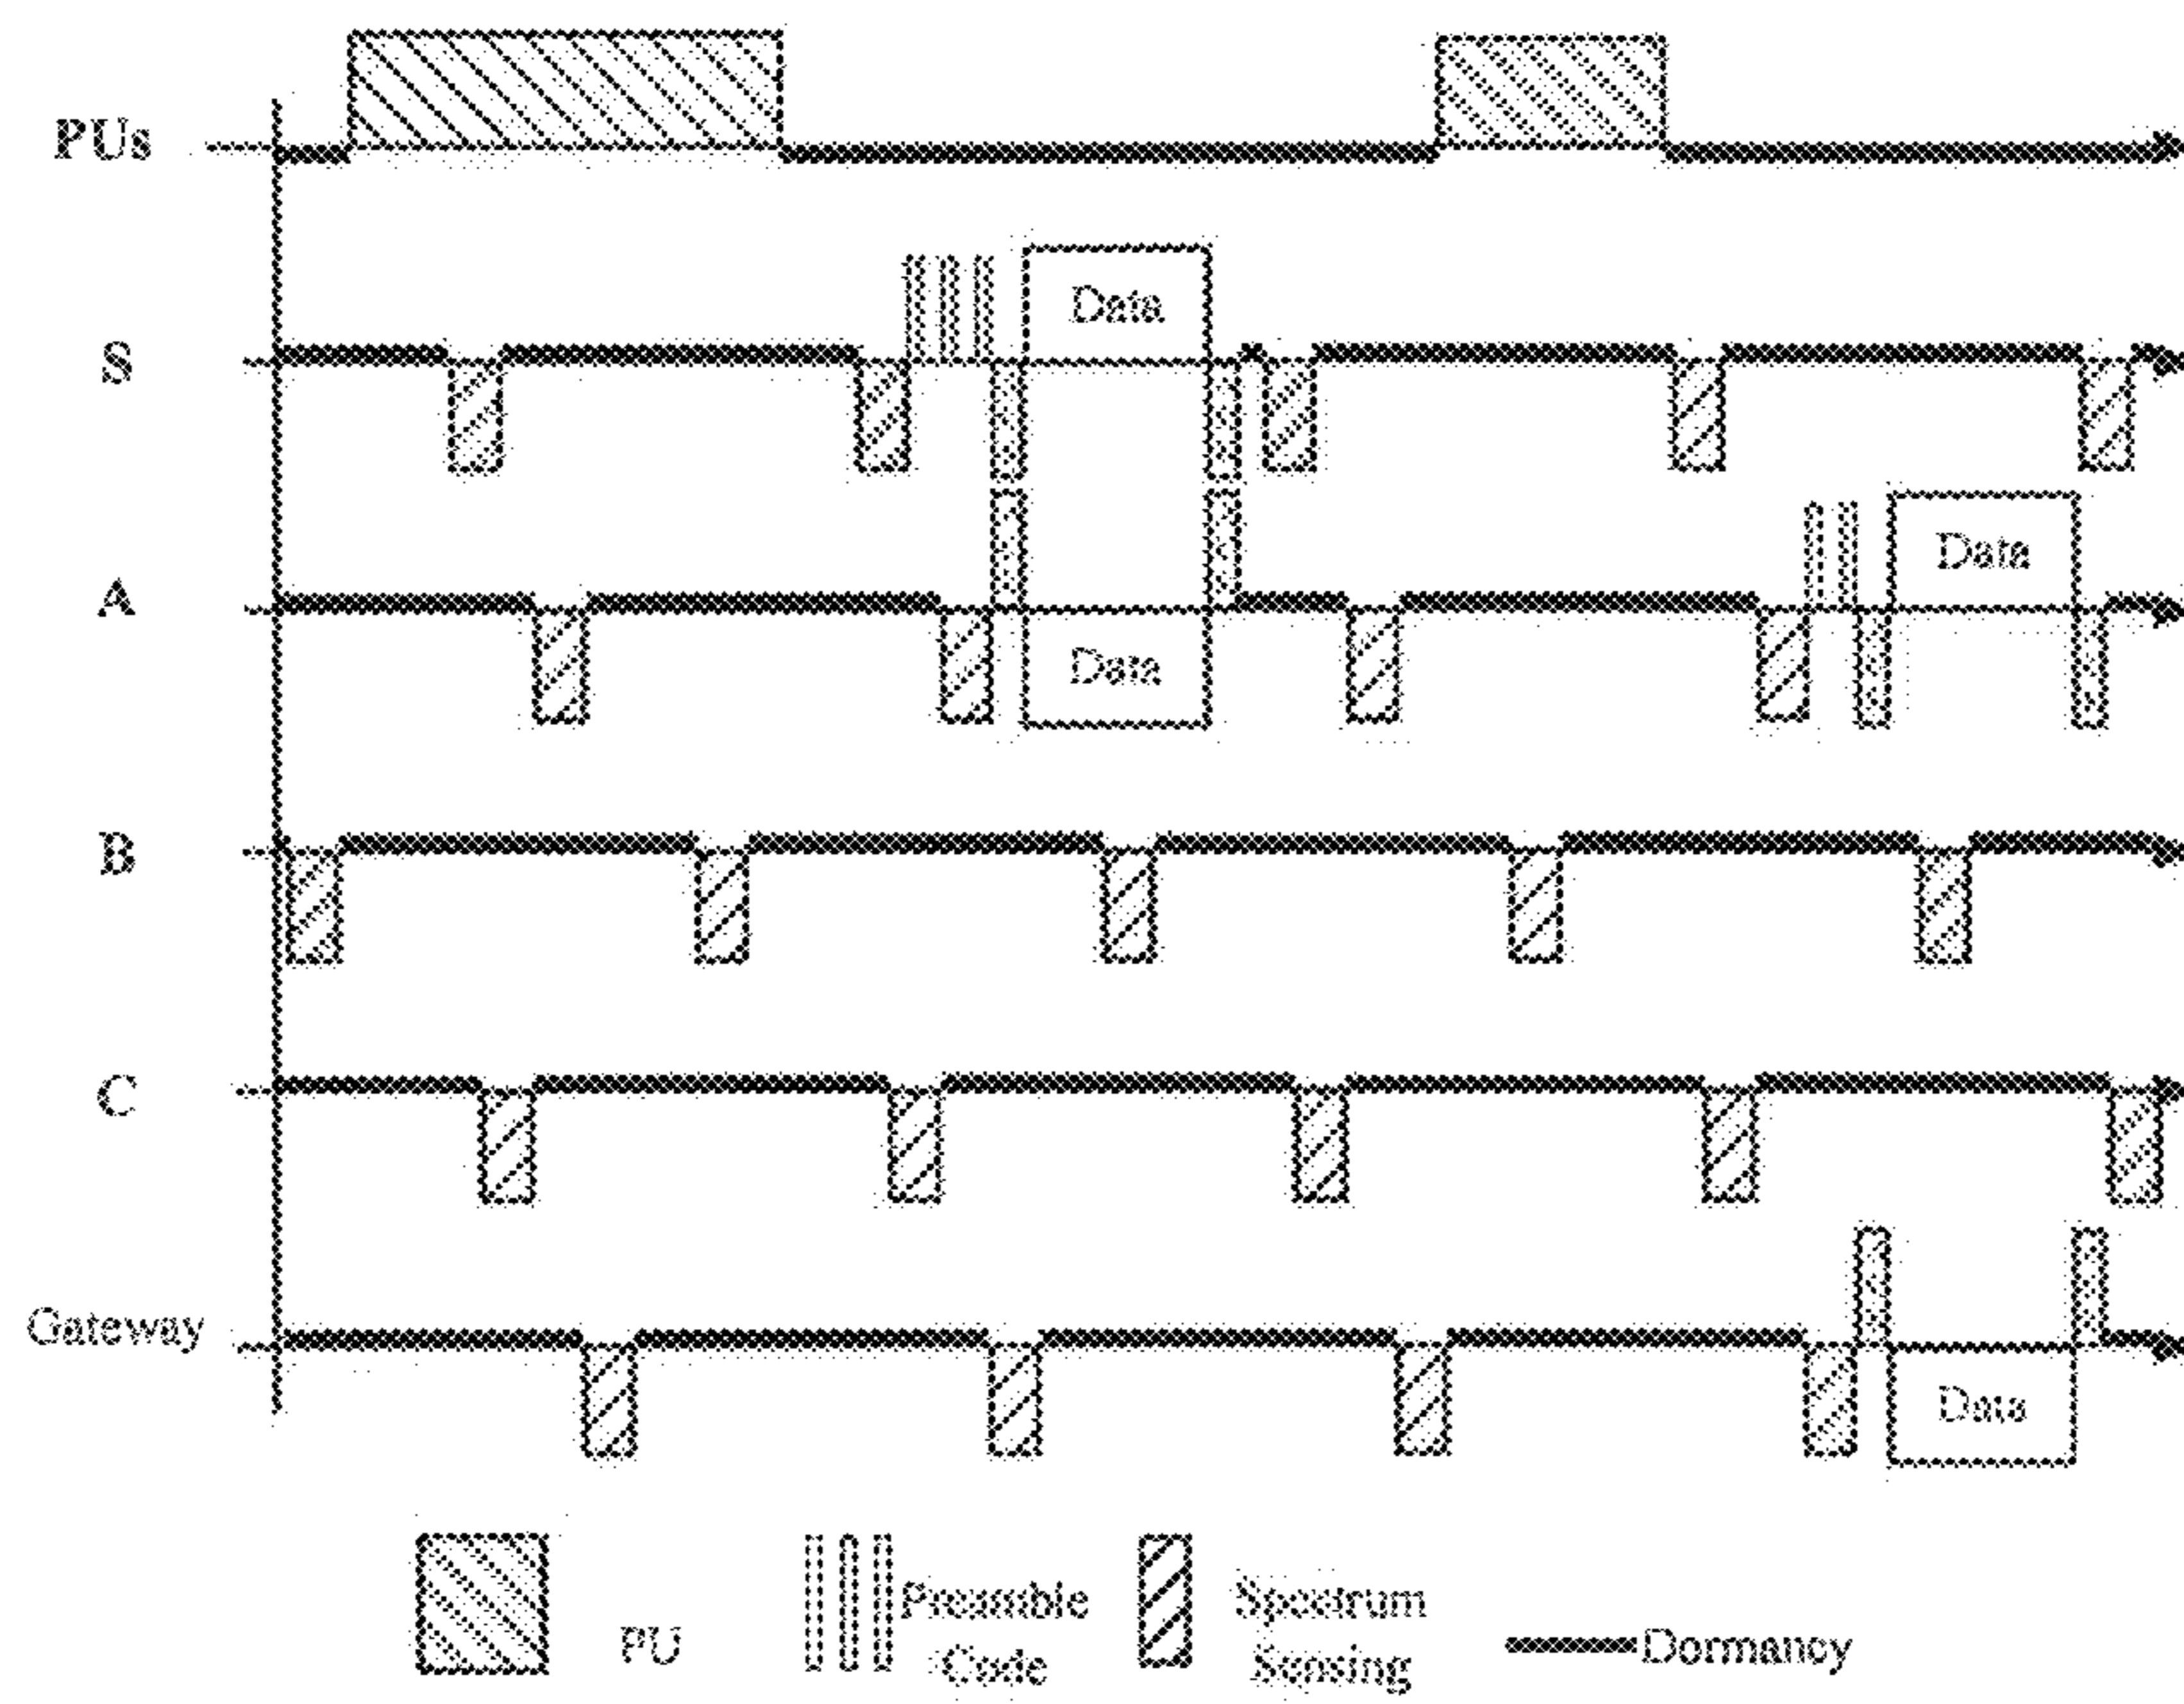 PUs
Data
S
Data
A
Data
B
C
Gateway
Data
PU
Preamble
Code
Spectrum
Sensing
Dormancy